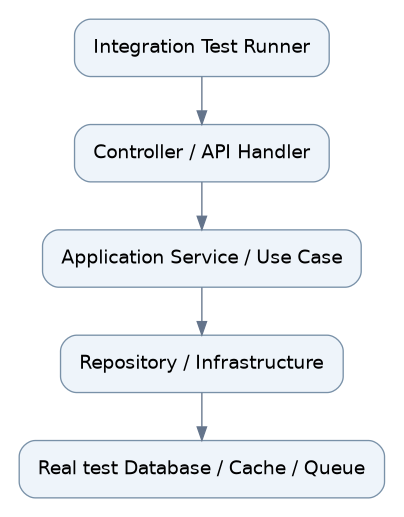 Integration Test Runner
Controller / API Handler
Application Service / Use Case
Repository / Infrastructure
Real test Database / Cache / Queue